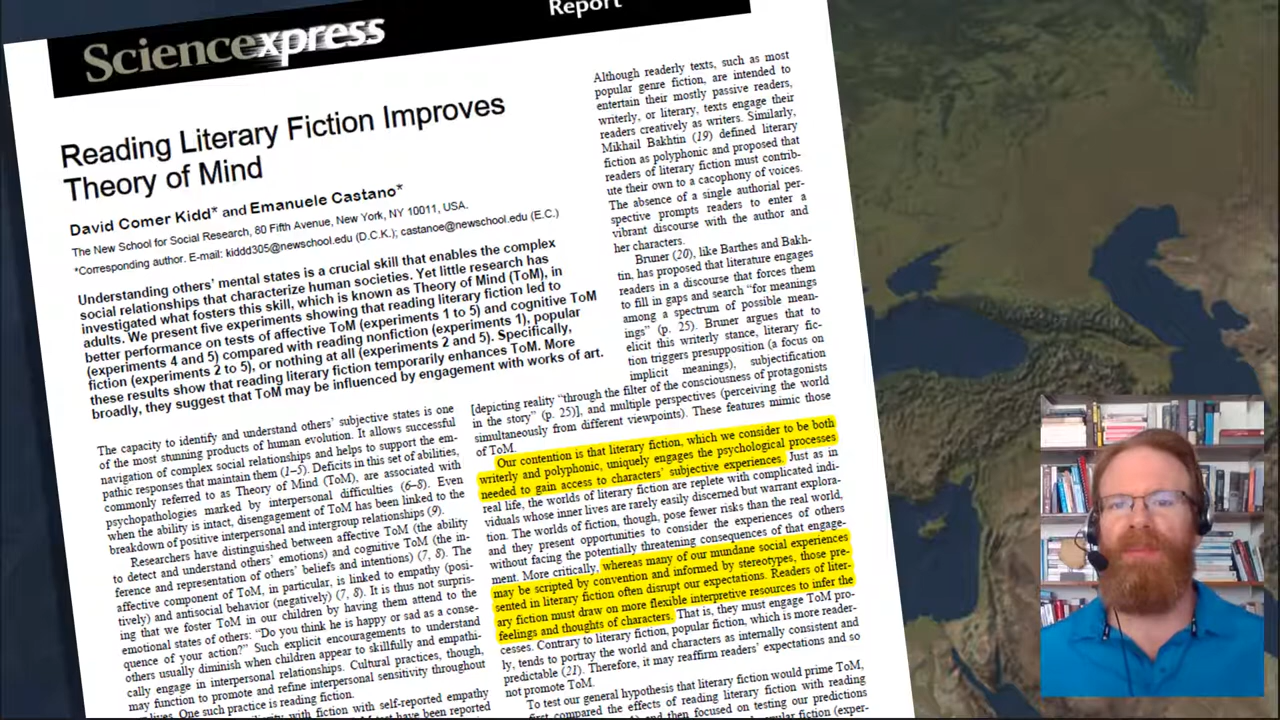 Sciencexpress
Report
Reading Literary Fiction Improves
Theory of Mind
David Comer Kidd* and Emanuele Castano*
The New School for Social Research, 80 Fifth Avenue, New York, NY 10011, USA.
*Corresponding author. E-mail: kiddd305@newschool.edu (D.C.K.); castanoe@newschool.edu (E.C.)
Understanding others’ mental states is a crucial skill that enables the complex
social relationships that characterize human societies. Yet little research has
investigated what fosters this skill, which is known as Theory of Mind (ToM), in
adults. We present five experiments showing that reading literary fiction led to
better performance on tests of affective ToM (experiments 1 to 5) and cognitive ToM
(experiments 4 and 5) compared with reading nonfiction (experiments 1), popular
fiction (experiments 2 to 5), or nothing at all (experiments 2 and 5). Specifically,
these results show that reading literary fiction temporarily enhances ToM. More
broadly, they suggest that ToM may be influenced by engagement with works of art.
The capacity to identify and understand others’ subjective states is one
of the most stunning products of human evolution. It allows successful
navigation of complex social relationships and helps to support the em-
pathic responses that maintain them (1–5). Deficits in this set of abilities,
commonly referred to as Theory of Mind (ToM), are associated with
psychopathologies marked by interpersonal difficulties (6–8). Even
when the ability is intact, disengagement of ToM has been linked to the
breakdown of positive interpersonal and intergroup relationships (9).
Researchers have distinguished between affective ToM (the ability
to detect and understand others’ emotions) and cognitive ToM (the in-
ference and representation of others’ beliefs and intentions) (7, 8). The
affective component of ToM, in particular, is linked to empathy (posi-
tively) and antisocial behavior (negatively) (7, 8). It is thus not surpris-
ing that we foster ToM in our children by having them attend to the
emotional states of others: “Do you think he is happy or sad as a conse-
quence of your action?” Such explicit encouragements to understand
others usually diminish when children appear to skillfully and empathi-
cally engage in interpersonal relationships. Cultural practices, though,
may function to promote and refine interpersonal sensitivity throughout
lives. One such practice is reading fiction.
with fiction with self-reported empathy
have been reported
Although readerly texts, such as most
popular genre fiction, are intended to
entertain their mostly passive readers,
writerly, or literary, texts engage their
readers creatively as writers. Similarly,
Mikhail Bakhtin (19) defined literary
fiction as polyphonic and proposed that
readers of literary fiction must contrib-
ute their own to a cacophony of voices.
The absence of a single authorial per-
spective prompts readers to enter a
vibrant discourse with the author and
her characters.
Bruner (20), like Barthes and Bakh-
tin, has proposed that literature engages
readers in a discourse that forces them
to fill in gaps and search “for meanings
among a spectrum of possible mean-
ings” (p. 25). Bruner argues that to
elicit this writerly stance, literary fic-
tion triggers presupposition (a focus on
implicit meanings), subjectification
[depicting reality “through the filter of the consciousness of protagonists
in the story” (p. 25)], and multiple perspectives (perceiving the world
simultaneously from different viewpoints). These features mimic those
of ToM.
Our contention is that literary fiction, which we consider to be both
writerly and polyphonic, uniquely engages the psychological processes
needed to gain access to characters’ subjective experiences. Just as in
real life, the worlds of literary fiction are replete with complicated indi-
viduals whose inner lives are rarely easily discerned but warrant explora-
tion. The worlds of fiction, though, pose fewer risks than the real world,
and they present opportunities to consider the experiences of others
without facing the potentially threatening consequences of that engage-
ment. More critically, whereas many of our mundane social experiences
may be scripted by convention and informed by stereotypes, those pre-
sented in literary fiction often disrupt our expectations. Readers of liter-
ary fiction must draw on more flexible interpretive resources to infer the
feelings and thoughts of characters. That is, they must engage ToM pro-
cesses. Contrary to literary fiction, popular fiction, which is more reader-
ly, tends to portray the world and characters as internally consistent and
predictable (21). Therefore, it may reaffirm readers’ expectations and so
not promote ToM.
To test our general hypothesis that literary fiction would prime ToM,
first compared the effects of reading literary fiction with reading
and then focused on testing our predictions
fiction (exper-